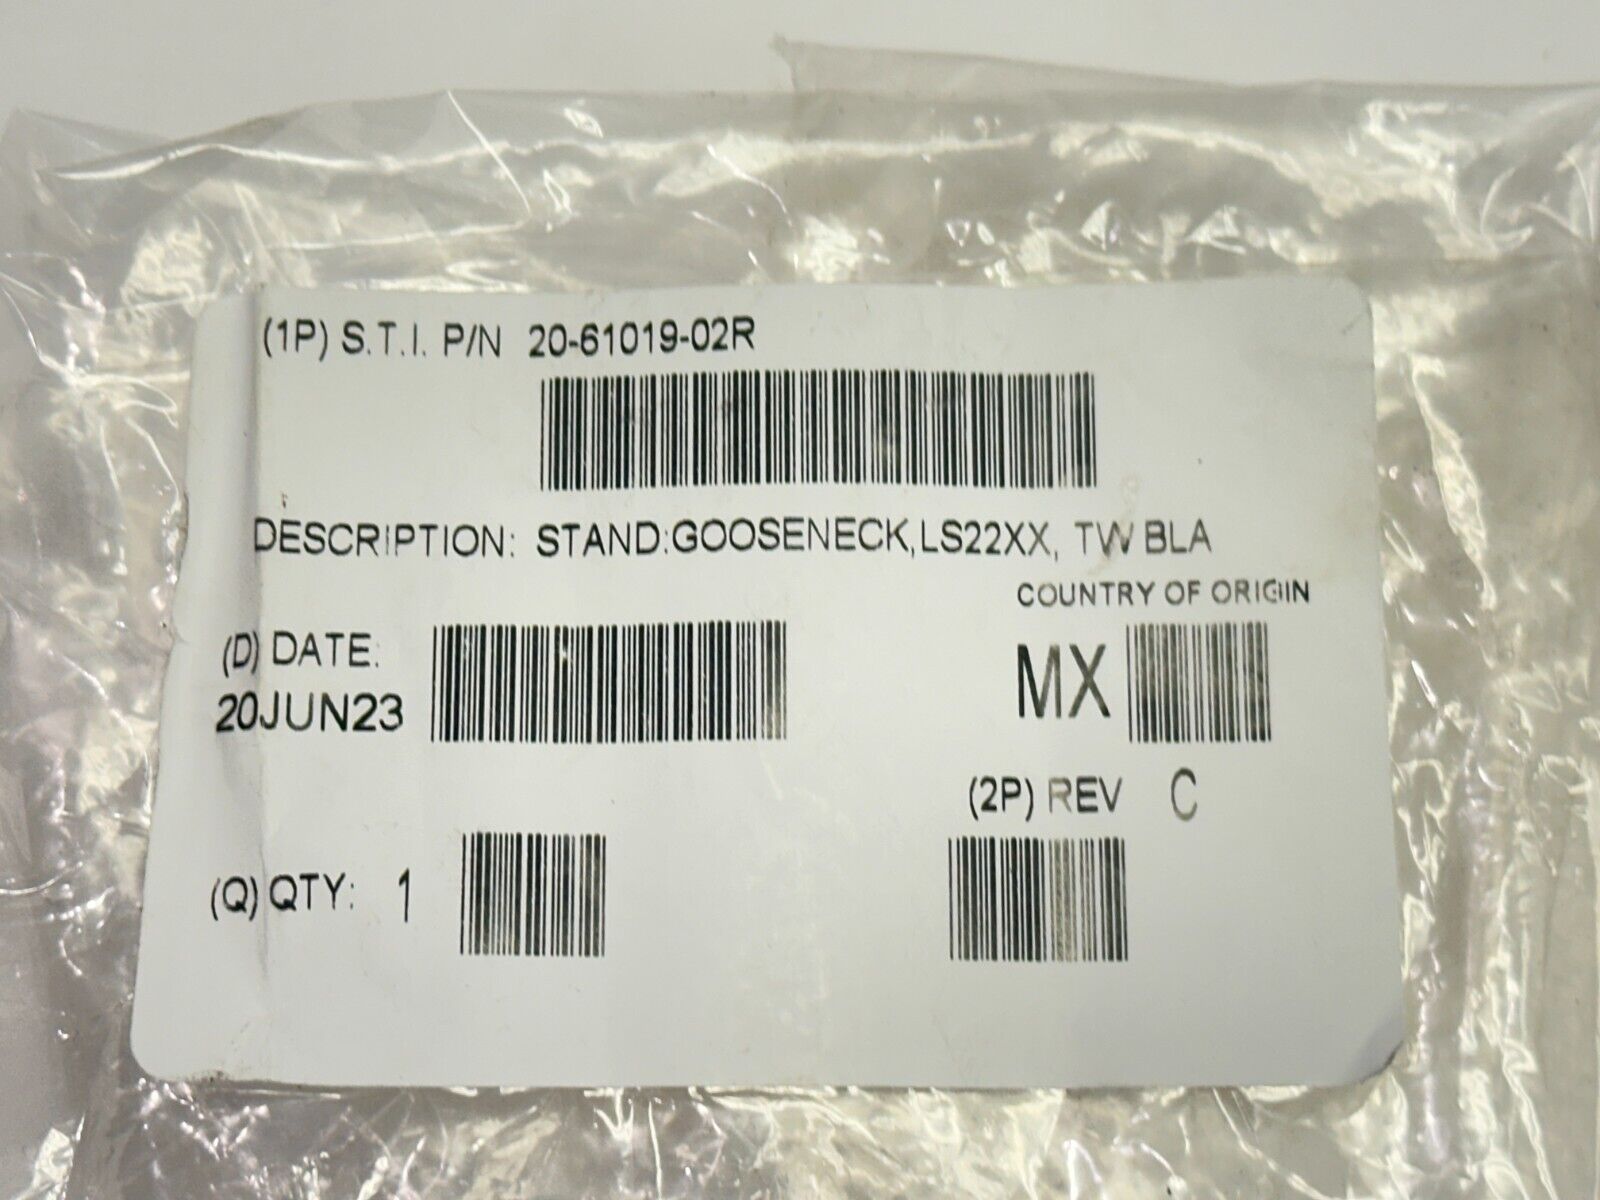 (1P) S.T.I. P/N 20-61019-02R
DESCRIPTION: STAND:GOOSENECK,LS22XX, TW BLA
COUNTRY OF ORIGIN
(D) DATE:
20JUN23
MX
(2P) REV C
(Q) QTY: 1